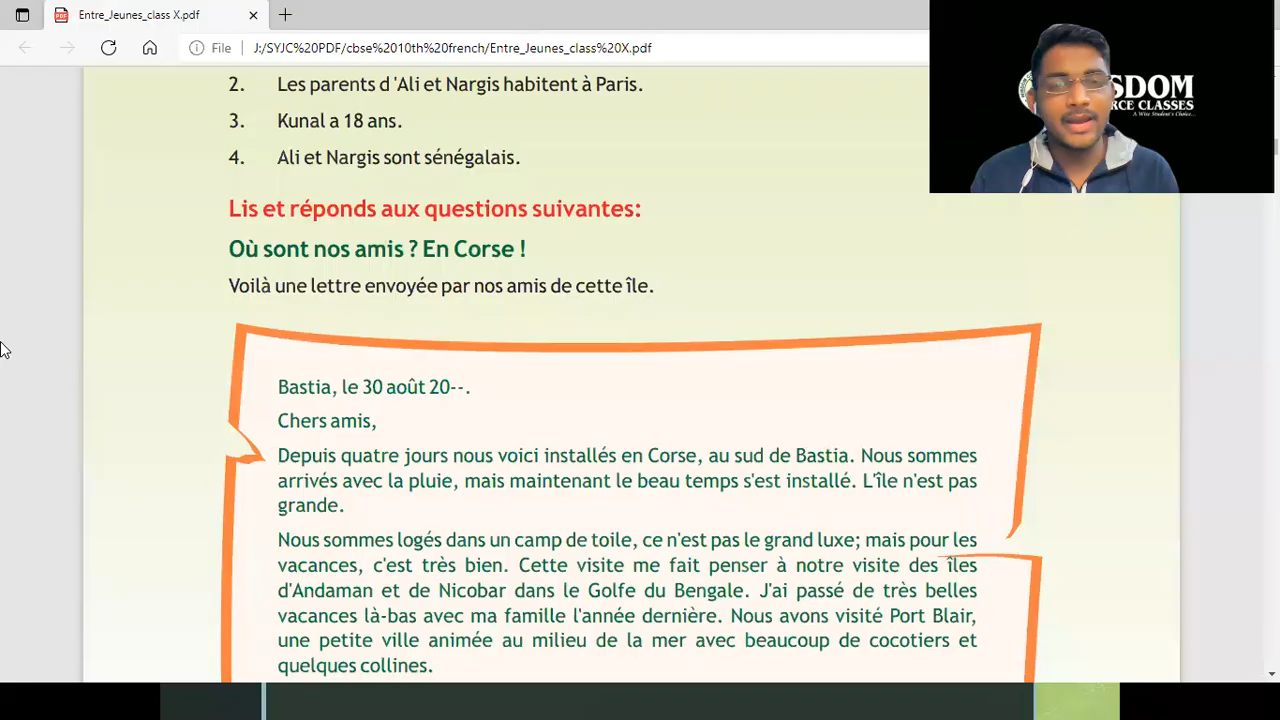 Entre_Jeunes_class X.pdf
File J:/SYJC%20PDF/cbse%2010th%20french/Entre_Jeunes_class%20X.pdf
SDOM
RCE CLASSES
A Wise Student's Choice...
2. Les parents d 'Ali et Nargis habitent à Paris.
3. Kunal a 18 ans.
4. Ali et Nargis sont sénégalais.
Lis et réponds aux questions suivantes:
Où sont nos amis ? En Corse !
Voilà une lettre envoyée par nos amis de cette île.
Bastia, le 30 août 20--.
Chers amis,
Depuis quatre jours nous voici installés en Corse, au sud de Bastia. Nous sommes
arrivés avec la pluie, mais maintenant le beau temps s'est installé. L'île n'est pas
grande.
Nous sommes logés dans un camp de toile, ce n'est pas le grand luxe; mais pour les
vacances, c'est très bien. Cette visite me fait penser à notre visite des îles
d'Andaman et de Nicobar dans le Golfe du Bengale. J'ai passé de très belles
vacances là-bas avec ma famille l'année dernière. Nous avons visité Port Blair,
une petite ville animée au milieu de la mer avec beaucoup de cocotiers et
quelques collines.